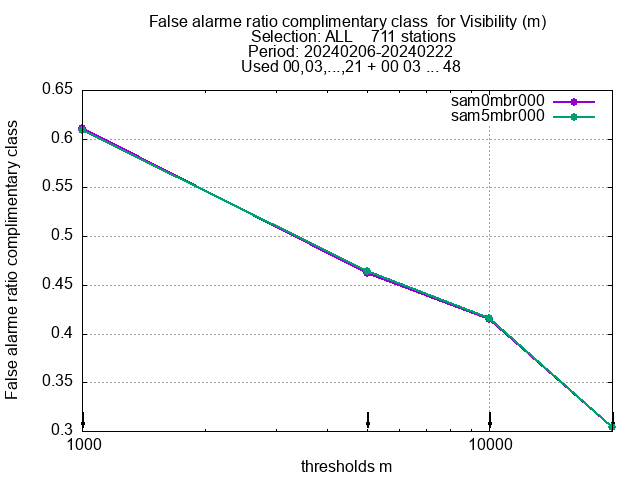 False alarme ratio complimentary class  for Visibility (m)
Selection: ALL    711 stations
Period: 20240206-20240222
Used 00,03,...,21 + 00 03 ... 48
sam0mbr000
sam5mbr000
0.65
0.6
0.55
0.5
0.45
0.4
0.35
0.3
False alarme ratio complimentary class
1000
10000
thresholds m